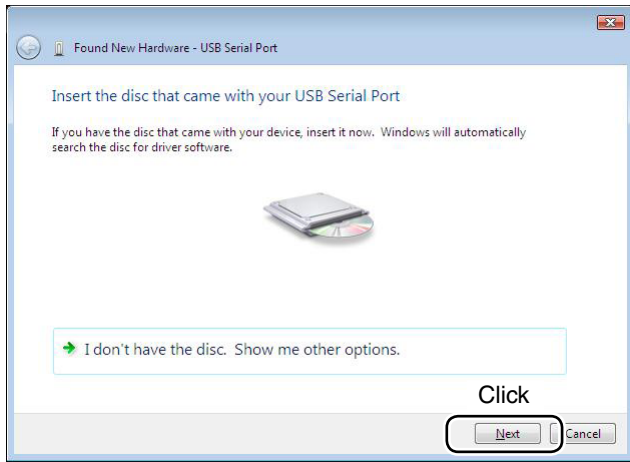 Found New Hardware - USB Serial Port
Insert the disc that came with your USB Serial Port
If you have the disc that came with your device, insert it now.  Windows will automatically
search the disc for driver software.
I don't have the disc.  Show me other options.
Click
Next
Cancel